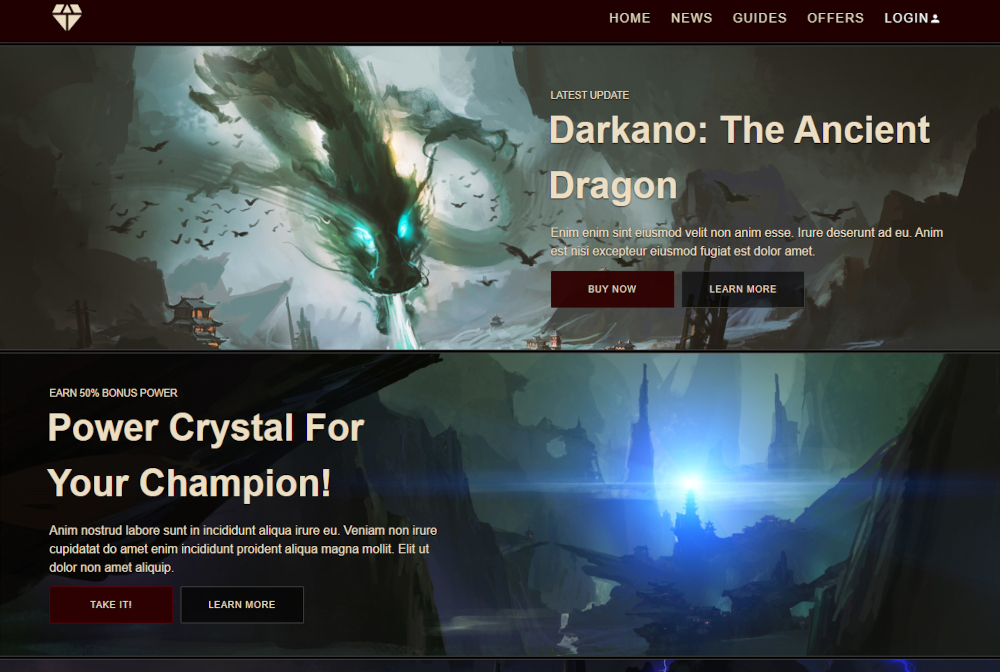 HOME NEWS GUIDES OFFERS LOGIN
LATEST UPDATE
Darkano: The Ancient
Dragon
Enim enim sint eiusmod velit non anim esse. Irure deserunt ad eu. Anim
est nisi excepteur eiusmod fugiat est dolor amet.
BUY NOW LEARN MORE
EARN 50% BONUS POWER
Power Crystal For
Your Champion!
Anim nostrud labore sunt in incididunt aliqua irure eu. Veniam non irure
cupidatat do amet enim incididunt proident aliqua magna mollit. Elit ut
dolor non amet aliquip.
TAKE IT! LEARN MORE